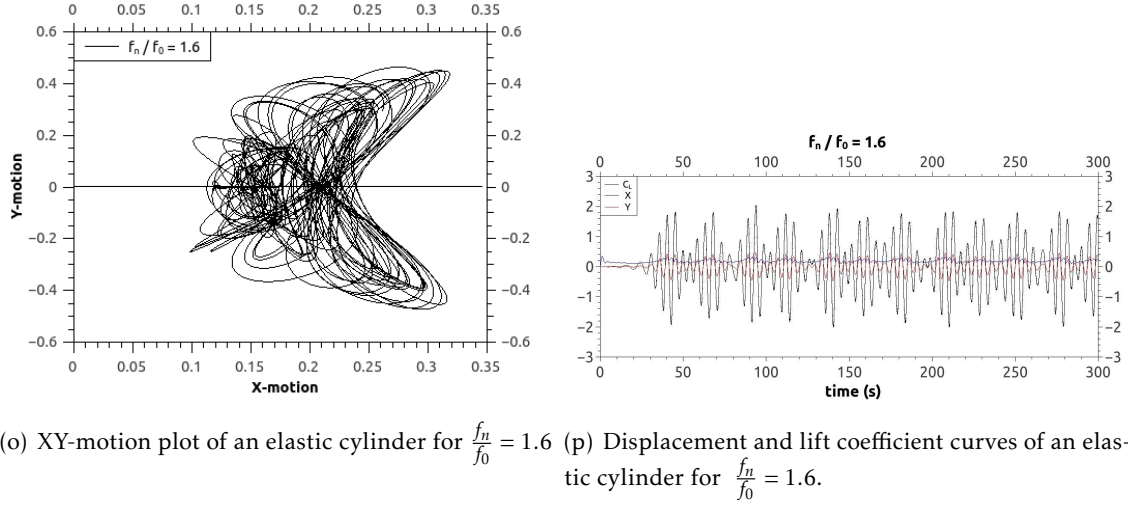 0 0.05 0.1 0.15 0.2 0.25 0.3 0.35
0.6 0.6
fn / f0 = 1.6
0.4 0.4
0.2 0.2
Y-motion
0 0
−0.2 −0.2
−0.4 −0.4
−0.6 −0.6
0 0.05 0.1 0.15 0.2 0.25 0.3 0.35
X-motion
fn / f0 = 1.6
0 50 100 150 200 250 300
3 3
CL
X
2 2
Y
1 1
0 0
−1 −1
−2 −2
−3 −3
0 50 100 150 200 250 300
time (s)
(o) XY-motion plot of an elastic cylinder for fn/f0 = 1.6
(p) Displacement and lift coefficient curves of an elas-
tic cylinder for fn/f0 = 1.6.